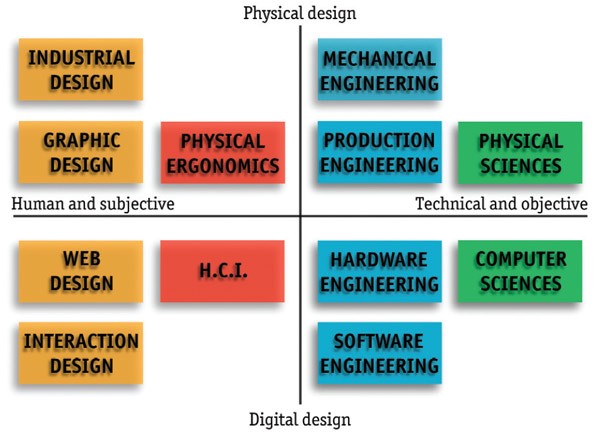 Physical design
INDUSTRIAL
DESIGN
MECHANICAL
ENGINEERING
GRAPHIC
DESIGN
PHYSICAL
ERGONOMICS
PRODUCTION
ENGINEERING
PHYSICAL
SCIENCES
Human and subjective
Technical and objective
WEB
DESIGN
H.C.I.
HARDWARE
ENGINEERING
COMPUTER
SCIENCES
INTERACTION
DESIGN
SOFTWARE
ENGINEERING
Digital design